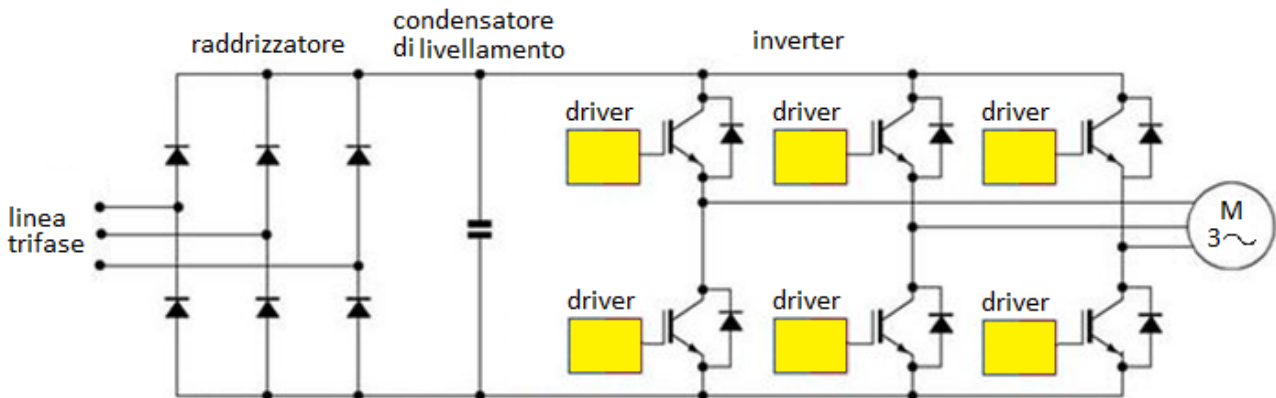 raddrizzatore
condensatore
di livellamento
inverter
driver
driver
driver
linea
trifase
M
3~
driver
driver
driver